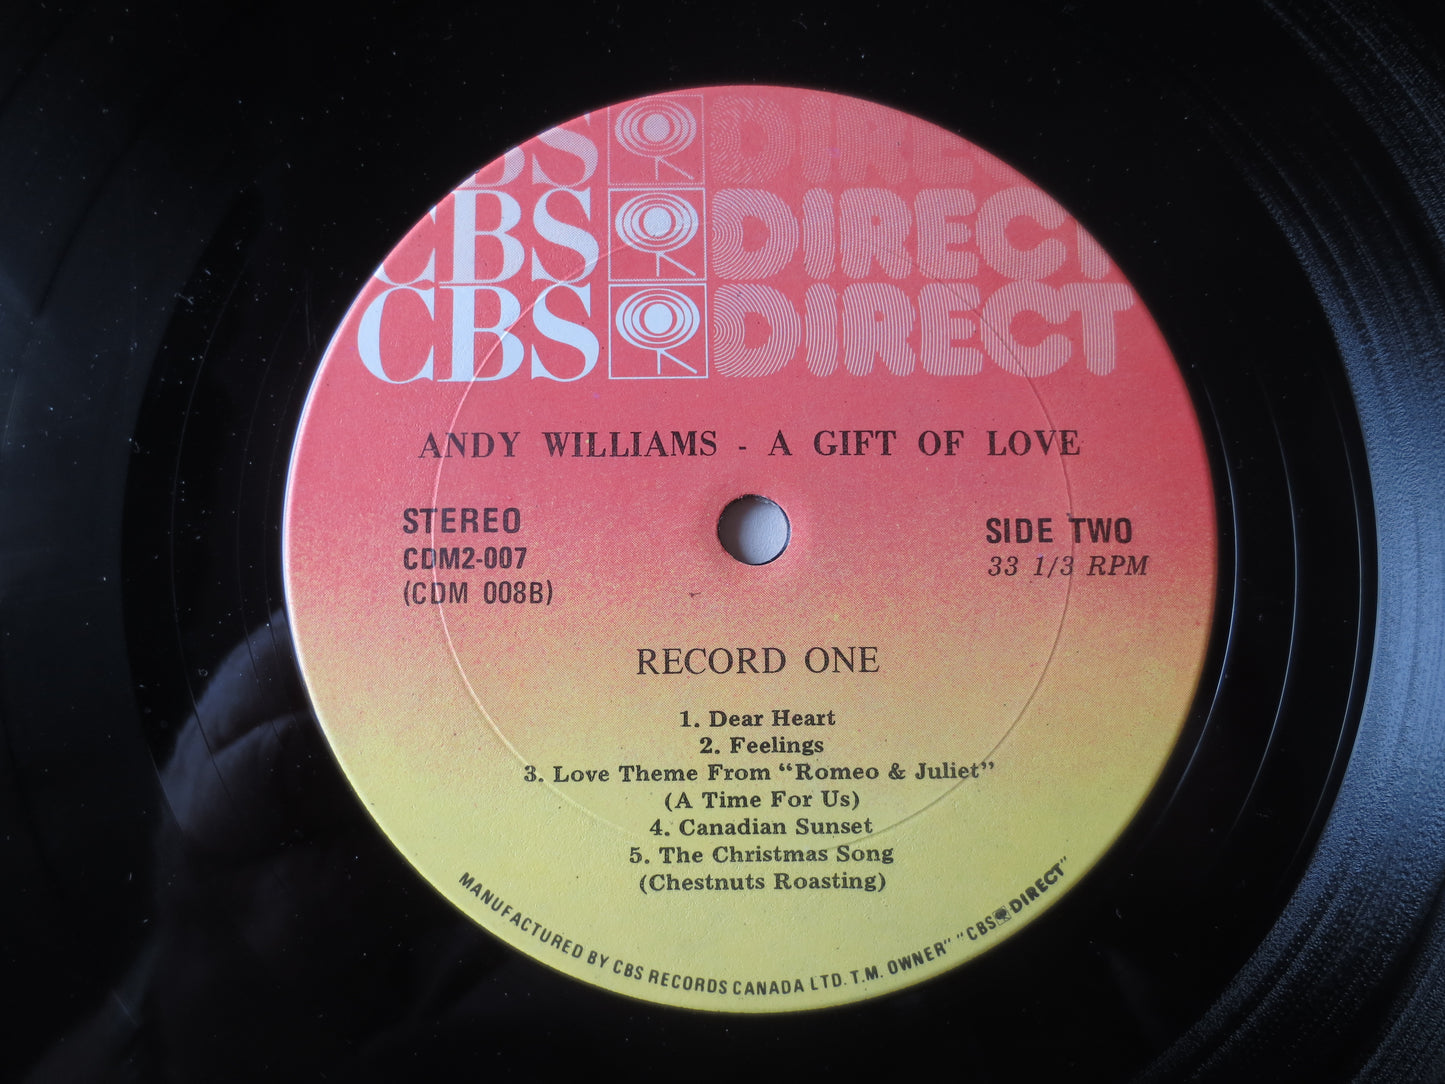 BS DIRECT
CBS DIRECT
CBS DIRECT
ANDY WILLIAMS - A GIFT OF LOVE
STEREO
CDM2-007
(CDM 008B)
SIDE TWO
33 1/3 RPM
RECORD ONE
1. Dear Heart
2. Feelings
3. Love Theme From “Romeo & Juliet”
(A Time For Us)
4. Canadian Sunset
5. The Christmas Song
(Chestnuts Roasting)
MANUFACTURED BY CBS RECORDS CANADA LTD. T.M. OWNER" "CBS DIRECT"